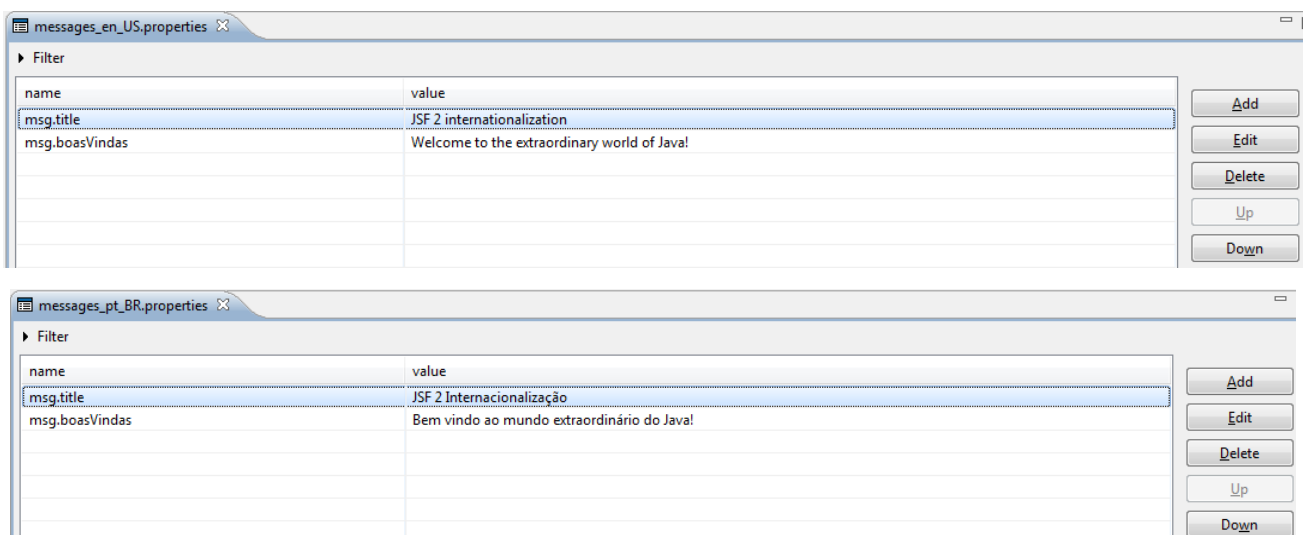 messages_en_US.properties
Filter
name value
msg.title JSF 2 internationalization
msg.boasVindas Welcome to the extraordinary world of Java!
Add
Edit
Delete
Up
Down
messages_pt_BR.properties
Filter
name value
msg.title JSF 2 Internacionalização
msg.boasVindas Bem vindo ao mundo extraordinário do Java!
Add
Edit
Delete
Up
Down